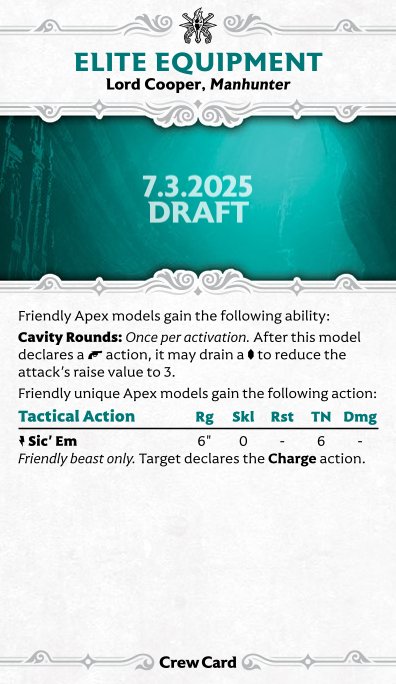 ELITE EQUIPMENT
Lord Cooper, Manhunter
7.3.2025
DRAFT
Friendly Apex models gain the following ability:
Cavity Rounds: Once per activation. After this model
declares a action, it may drain a to reduce the
attack's raise value to 3.
Friendly unique Apex models gain the following action:
Tactical Action Rg Skl Rst TN Dmg
Sic' Em 6" 0 - 6 -
Friendly beast only. Target declares the Charge action.
Crew Card